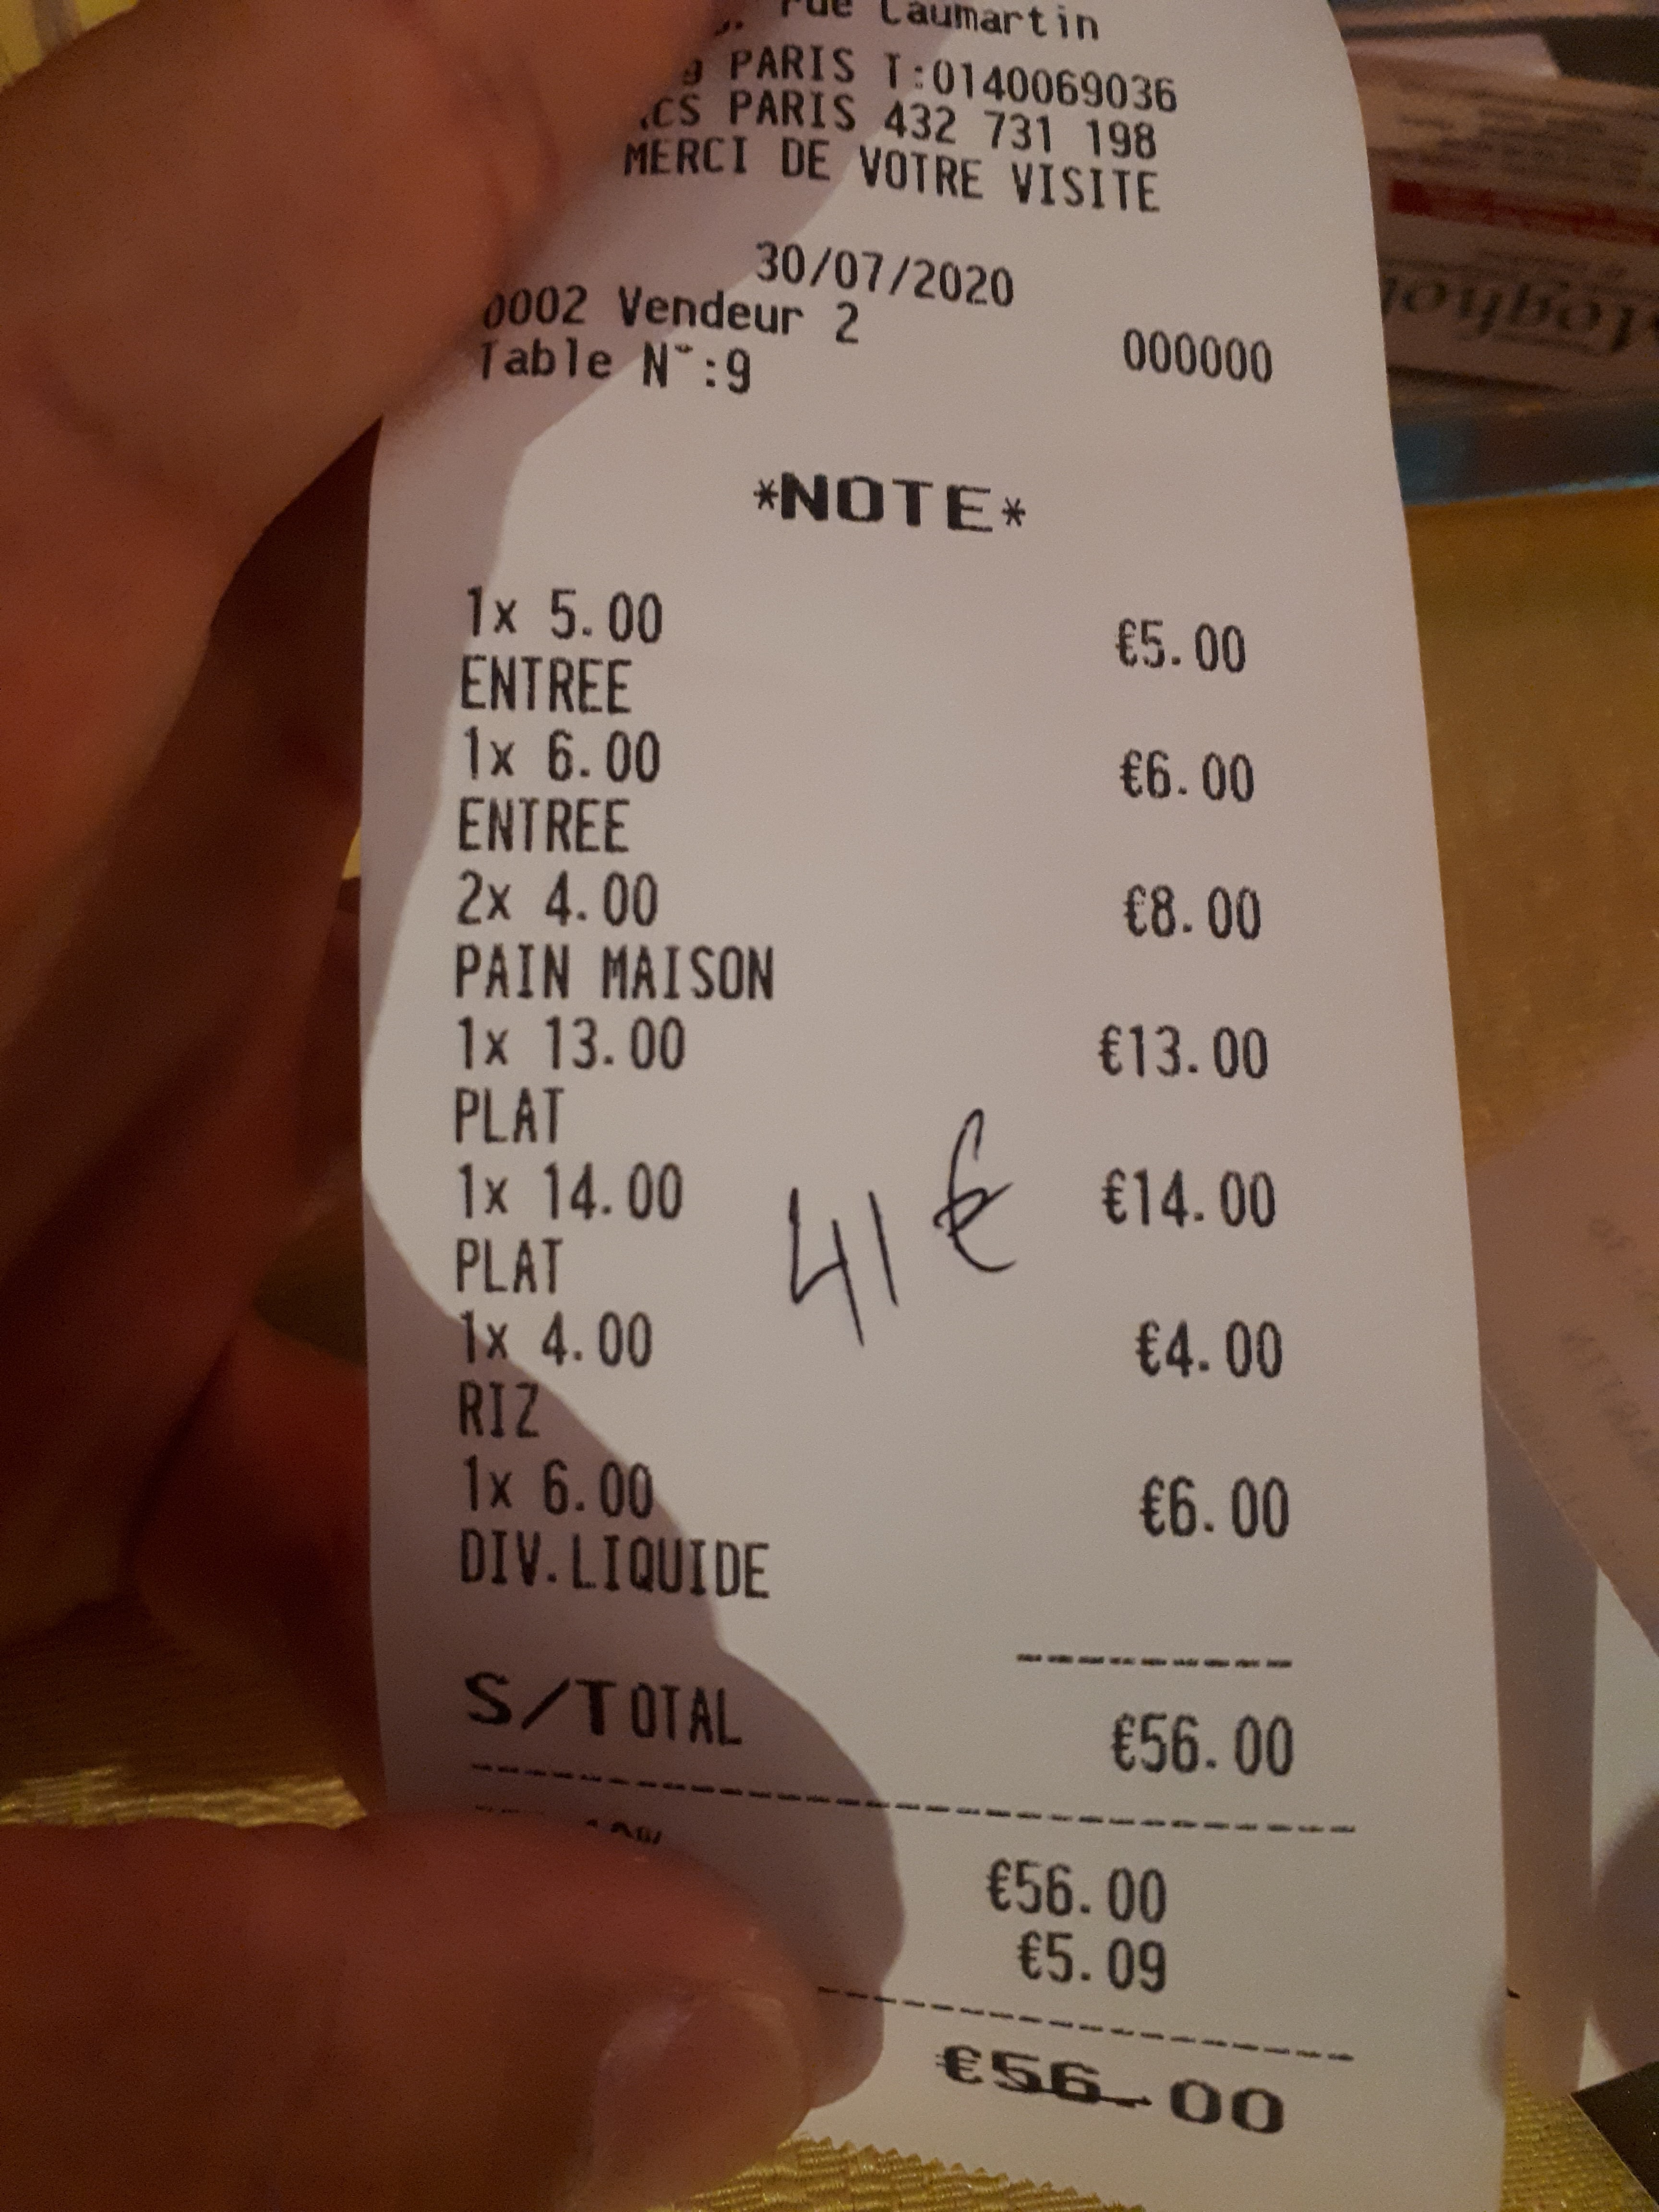 rue Caumartin
PARIS T:0140069036
RCS PARIS 432 731 198
MERCI DE VOTRE VISITE
30/07/2020
0002 Vendeur 2
000000
Table N°:9
*NOTE*
1x 5.00 €5.00
ENTREE
1x 6.00 €6.00
ENTREE
2x 4.00 €8.00
PAIN MAISON
1x 13.00 €13.00
PLAT
1x 14.00 €14.00
41€
PLAT
1x 4.00 €4.00
RIZ
1x 6.00 €6.00
DIV.LIQUIDE
S/TOTAL €56.00
€56.00
€5.09
€56.00